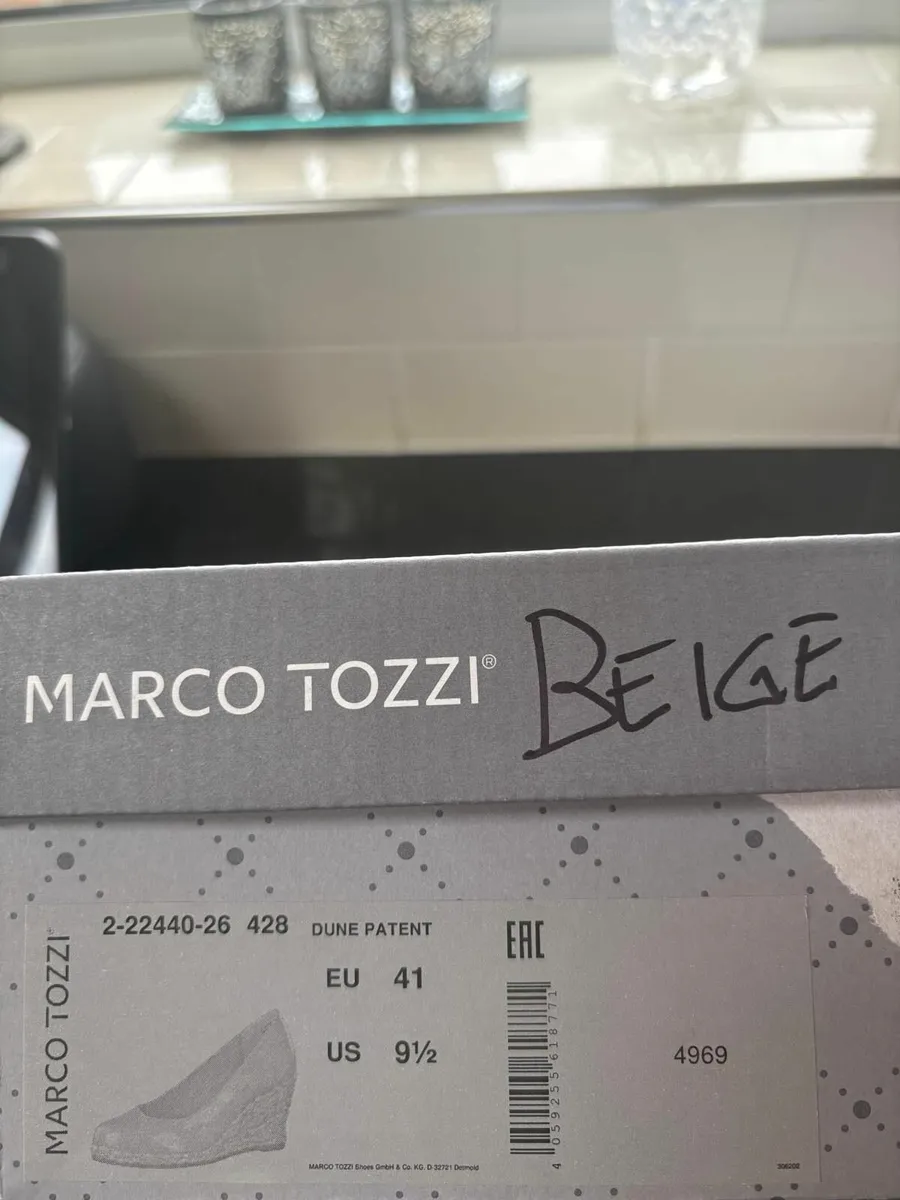 MARCO TOZZI® BEIGE
MARCO TOZZI®
2-22440-26 428 DUNE PATENT
EU 41
US 9½
EAC
4 059255 618771
4969
MARCO TOZZI Shoes GmbH & Co. KG. D-32721 Detmold